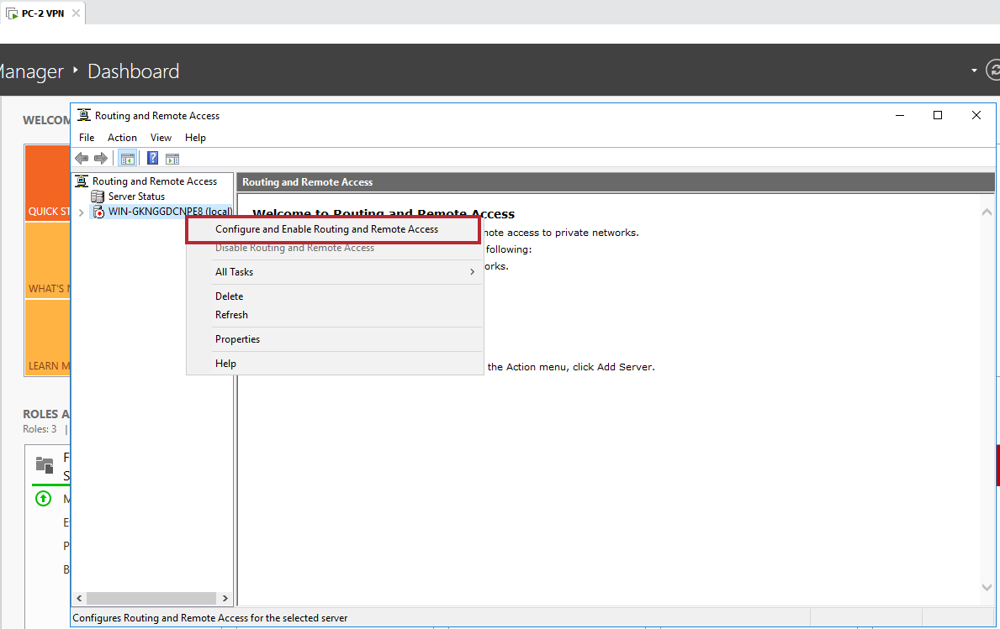 PC-2 VPN
Manager
Dashboard
WELCOM
Routing and Remote Access
File Action View Help
QUICK ST
WHAT'S N
LEARN M
Routing and Remote Access
Server Status
WIN-GKNGGDCNPE8 (local)
Routing and Remote Access
Welcome to Routing and Remote Access
mote access to private networks.
following:
orks.
the Action menu, click Add Server.
Configure and Enable Routing and Remote Access
Disable Routing and Remote Access
All Tasks
Delete
Refresh
Properties
Help
ROLES A
Roles: 3 |
F
S
M
E
P
B
Configures Routing and Remote Access for the selected server